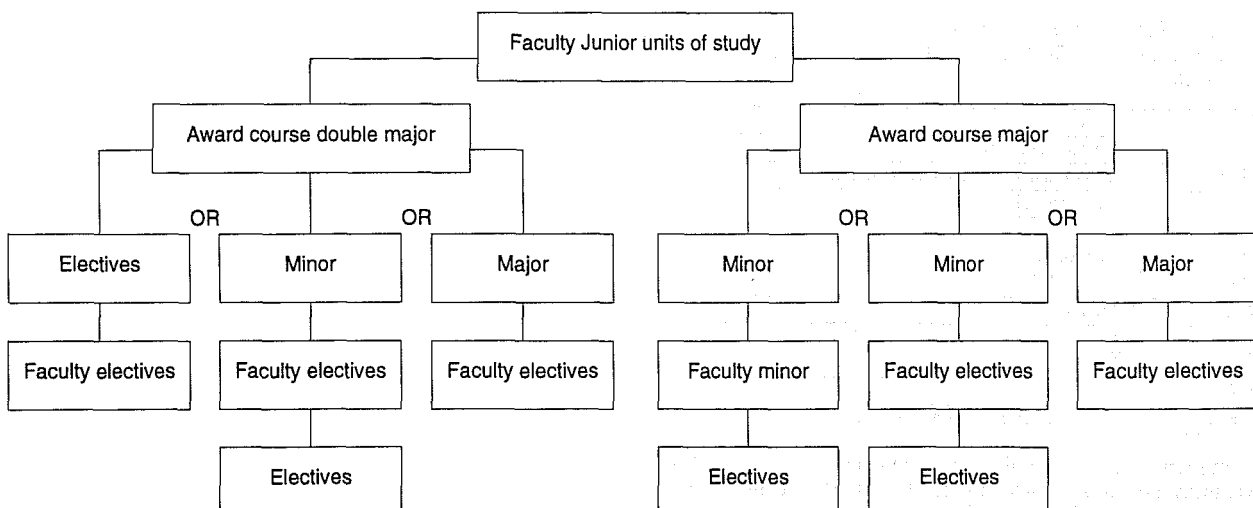 Faculty Junior units of study
Award course double major
Award course major
OR
OR
OR
OR
Electives
Minor
Major
Minor
Minor
Major
Faculty electives
Faculty electives
Faculty electives
Faculty minor
Faculty electives
Faculty electives
Electives
Electives
Electives